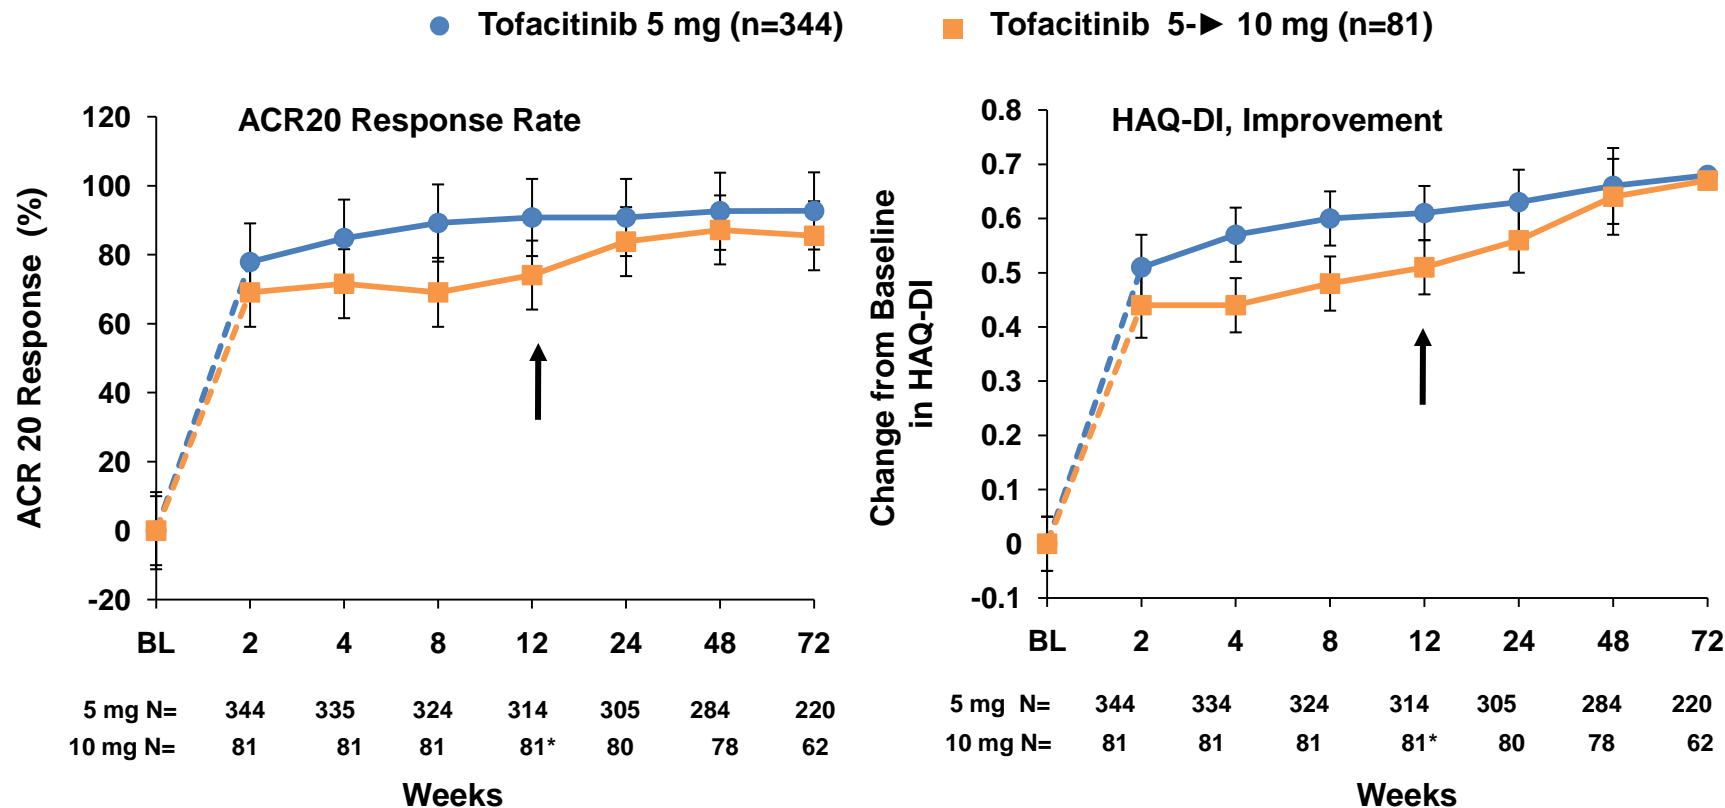 Tofacitinib 5 mg (n=344)
Tofacitinib 5-► 10 mg (n=81)
ACR20 Response Rate
ACR 20 Response (%)
120
100
80
60
40
20
0
-20
BL 2 4 8 12 24 48 72
5 mg N= 344 335 324 314 305 284 220
10 mg N= 81 81 81 81* 80 78 62
Weeks
HAQ-DI, Improvement
Change from Baseline
in HAQ-DI
0.8
0.7
0.6
0.5
0.4
0.3
0.2
0.1
0
-0.1
BL 2 4 8 12 24 48 72
5 mg N= 344 334 324 314 305 284 220
10 mg N= 81 81 81 81* 80 78 62
Weeks